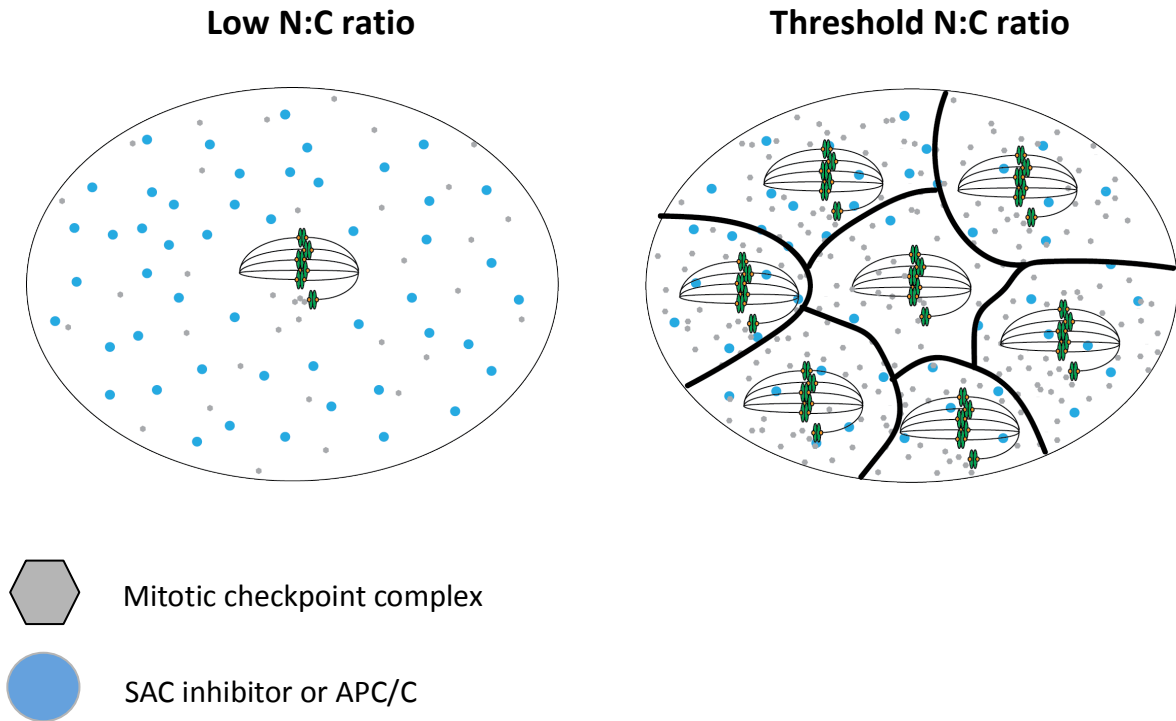 Low N:C ratio
Threshold N:C ratio
Mitotic checkpoint complex
SAC inhibitor or APC/C